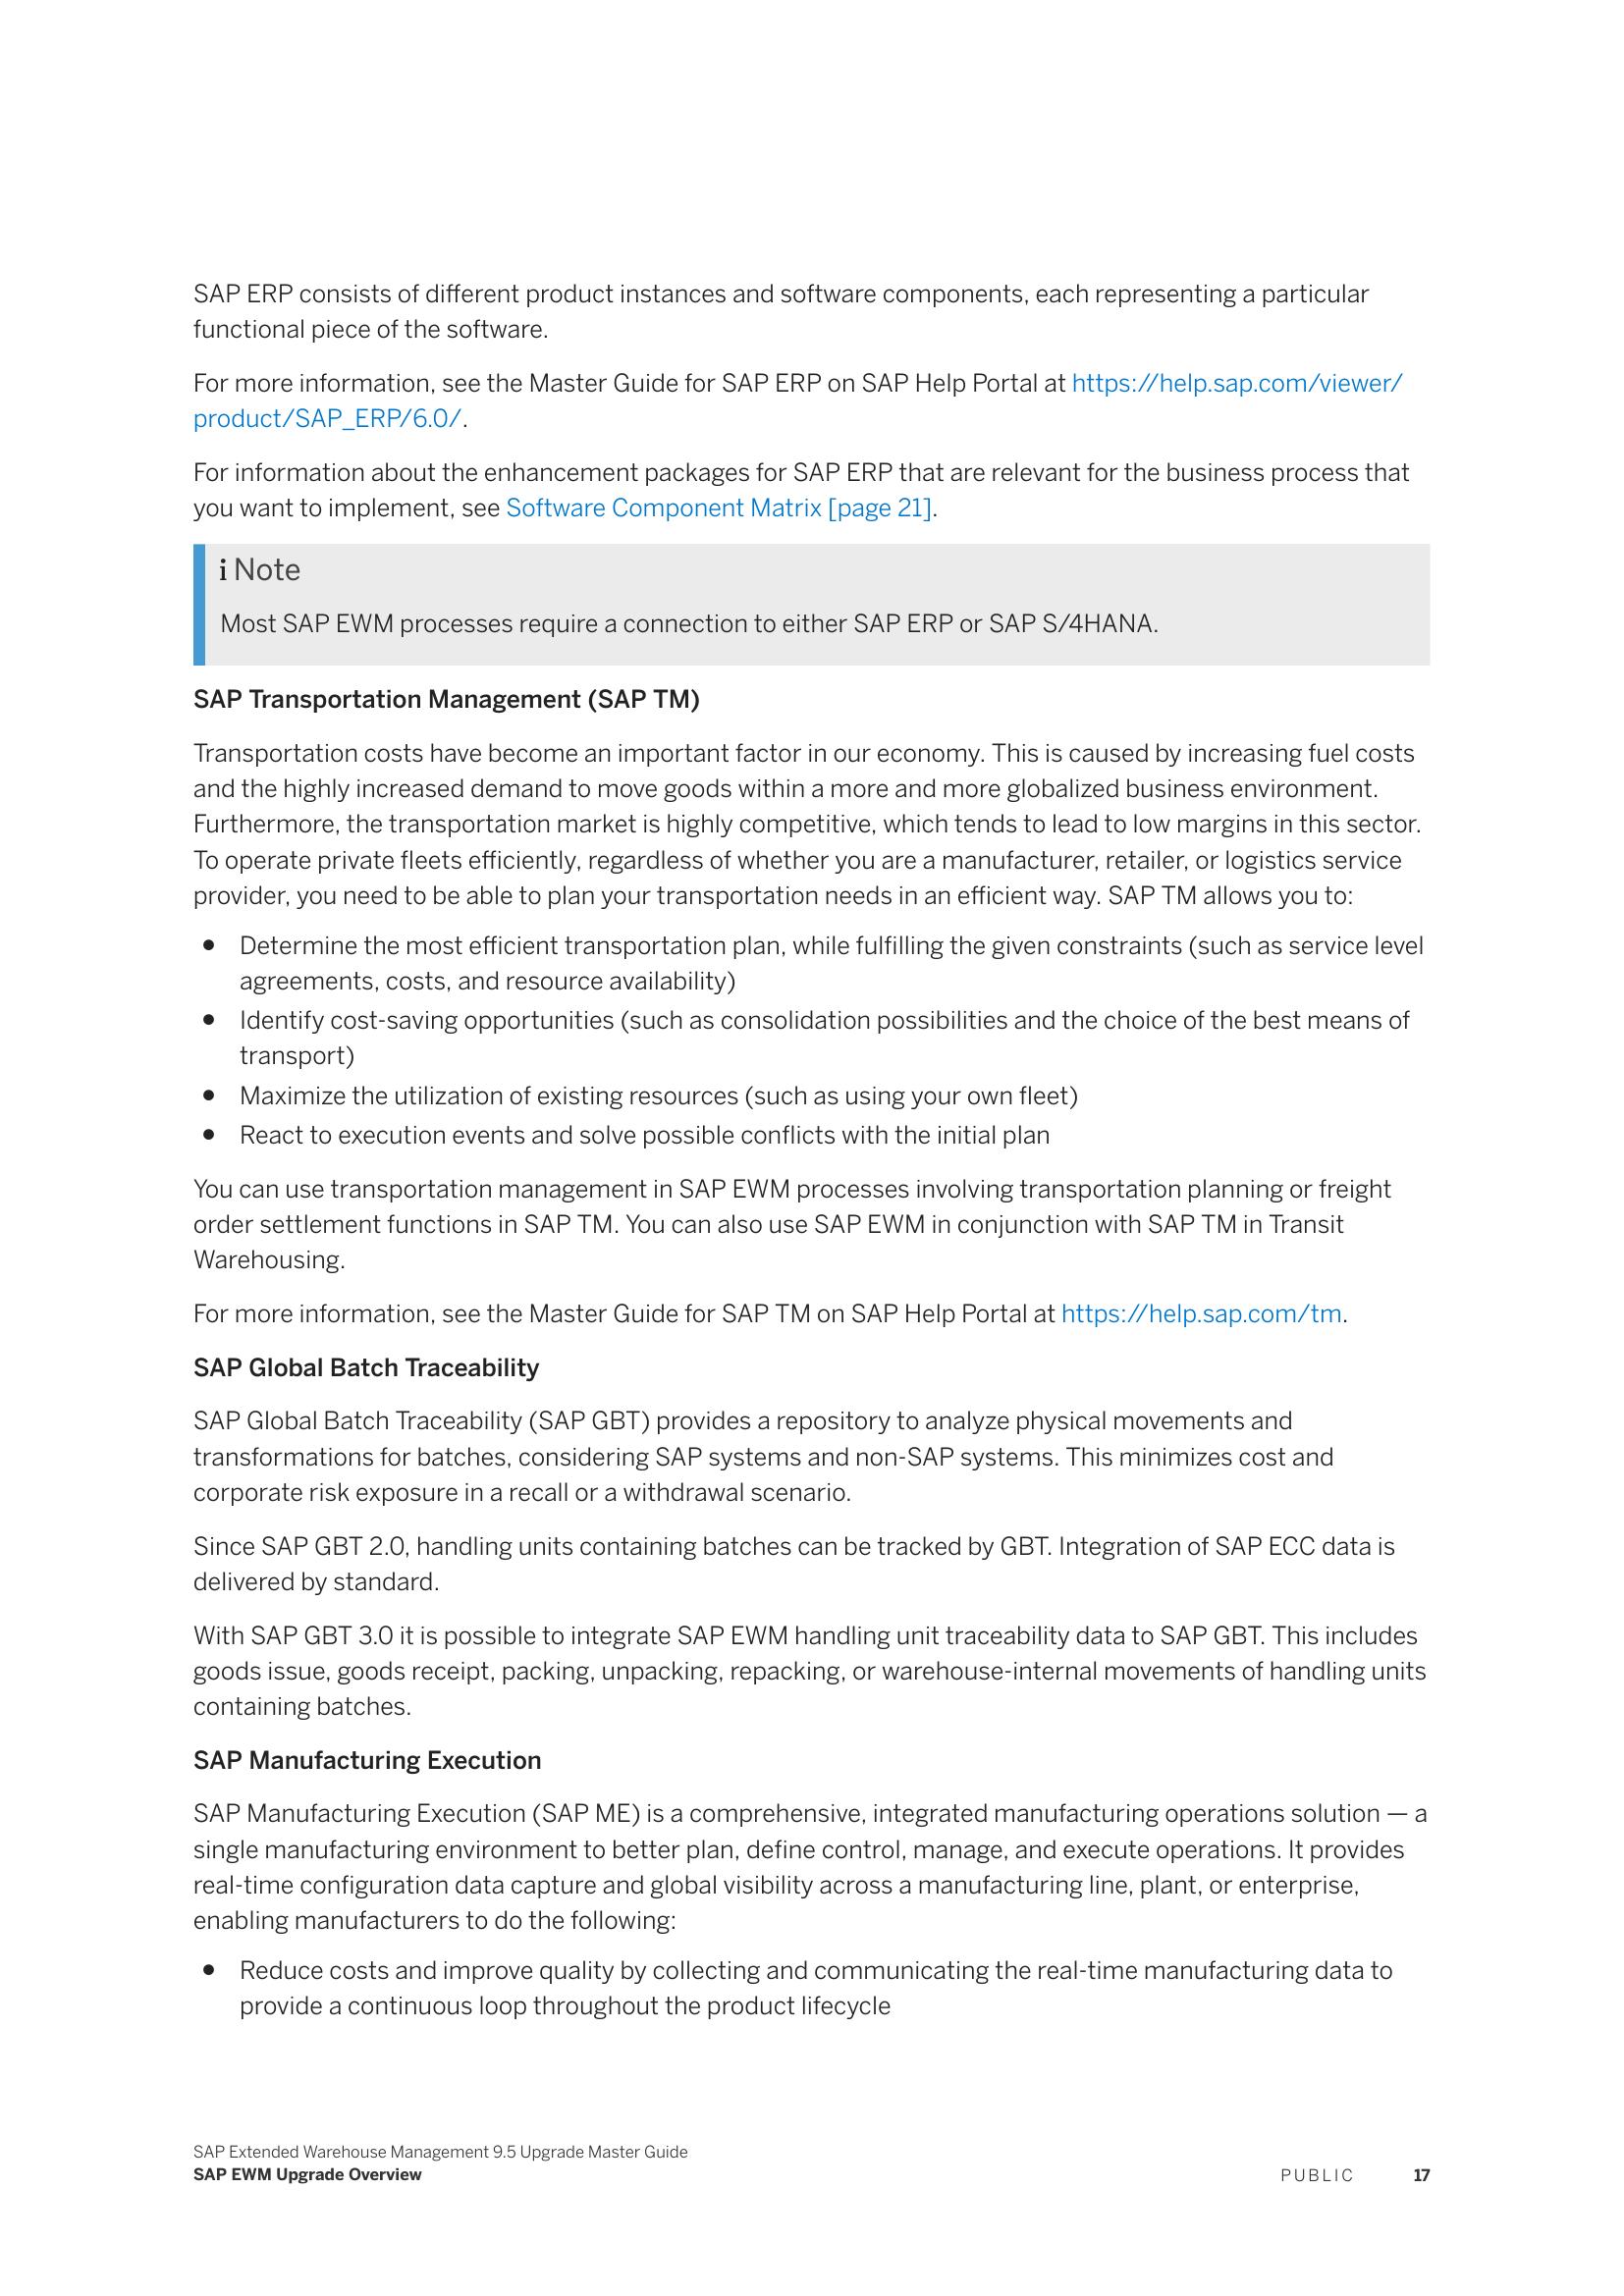 SAP ERP consists of different product instances and software components, each representing a particular
functional piece of the software.
For more information, see the Master Guide for SAP ERP on SAP Help Portal at https://help.sap.com/viewer/
product/SAP_ERP/6.0/.
For information about the enhancement packages for SAP ERP that are relevant for the business process that
you want to implement, see Software Component Matrix [page 21].
i Note
Most SAP EWM processes require a connection to either SAP ERP or SAP S/4HANA.
SAP Transportation Management (SAP TM)
Transportation costs have become an important factor in our economy. This is caused by increasing fuel costs
and the highly increased demand to move goods within a more and more globalized business environment.
Furthermore, the transportation market is highly competitive, which tends to lead to low margins in this sector.
To operate private fleets efficiently, regardless of whether you are a manufacturer, retailer, or logistics service
provider, you need to be able to plan your transportation needs in an efficient way. SAP TM allows you to:
● Determine the most efficient transportation plan, while fulfilling the given constraints (such as service level
agreements, costs, and resource availability)
● Identify cost-saving opportunities (such as consolidation possibilities and the choice of the best means of
transport)
● Maximize the utilization of existing resources (such as using your own fleet)
● React to execution events and solve possible conflicts with the initial plan
You can use transportation management in SAP EWM processes involving transportation planning or freight
order settlement functions in SAP TM. You can also use SAP EWM in conjunction with SAP TM in Transit
Warehousing.
For more information, see the Master Guide for SAP TM on SAP Help Portal at https://help.sap.com/tm.
SAP Global Batch Traceability
SAP Global Batch Traceability (SAP GBT) provides a repository to analyze physical movements and
transformations for batches, considering SAP systems and non-SAP systems. This minimizes cost and
corporate risk exposure in a recall or a withdrawal scenario.
Since SAP GBT 2.0, handling units containing batches can be tracked by GBT. Integration of SAP ECC data is
delivered by standard.
With SAP GBT 3.0 it is possible to integrate SAP EWM handling unit traceability data to SAP GBT. This includes
goods issue, goods receipt, packing, unpacking, repacking, or warehouse-internal movements of handling units
containing batches.
SAP Manufacturing Execution
SAP Manufacturing Execution (SAP ME) is a comprehensive, integrated manufacturing operations solution — a
single manufacturing environment to better plan, define control, manage, and execute operations. It provides
real-time configuration data capture and global visibility across a manufacturing line, plant, or enterprise,
enabling manufacturers to do the following:
● Reduce costs and improve quality by collecting and communicating the real-time manufacturing data to
provide a continuous loop throughout the product lifecycle
SAP Extended Warehouse Management 9.5 Upgrade Master Guide
SAP EWM Upgrade Overview PUBLIC 17